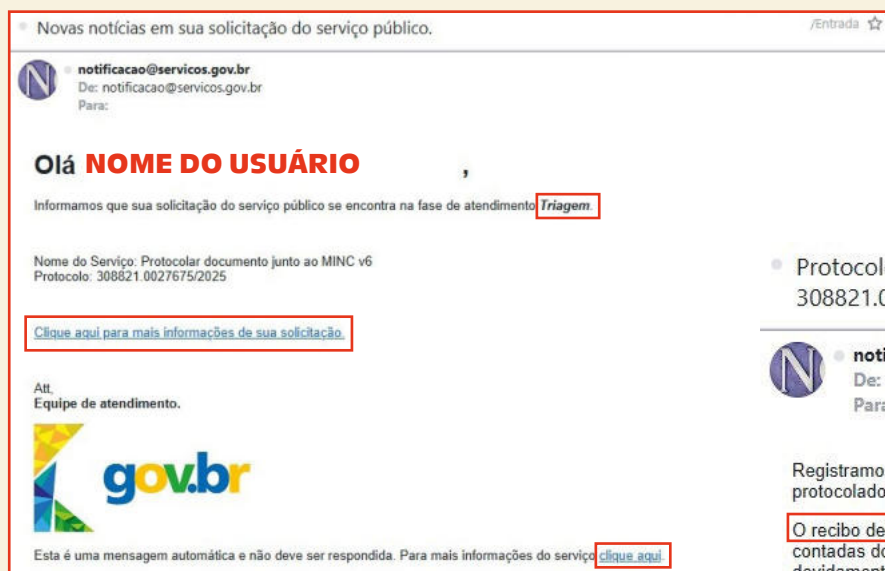 Novas notícias em sua solicitação do serviço público.
/Entrada
N
notificacao@servicos.gov.br
De: notificacao@servicos.gov.br
Para:
Olá NOME DO USUÁRIO ,
Informamos que sua solicitação do serviço público se encontra na fase de atendimento Triagem.
Nome do Serviço: Protocolar documento junto ao MINC v6
Protocolo: 308821.0027675/2025
Clique aqui para mais informações de sua solicitação.
Att,
Equipe de atendimento.
gov.br
Esta é uma mensagem automática e não deve ser respondida. Para mais informações do serviço clique aqui.
Protocol
308821.0
N
noti
De:
Para
Registramo
protocolado
O recibo de
contadas do